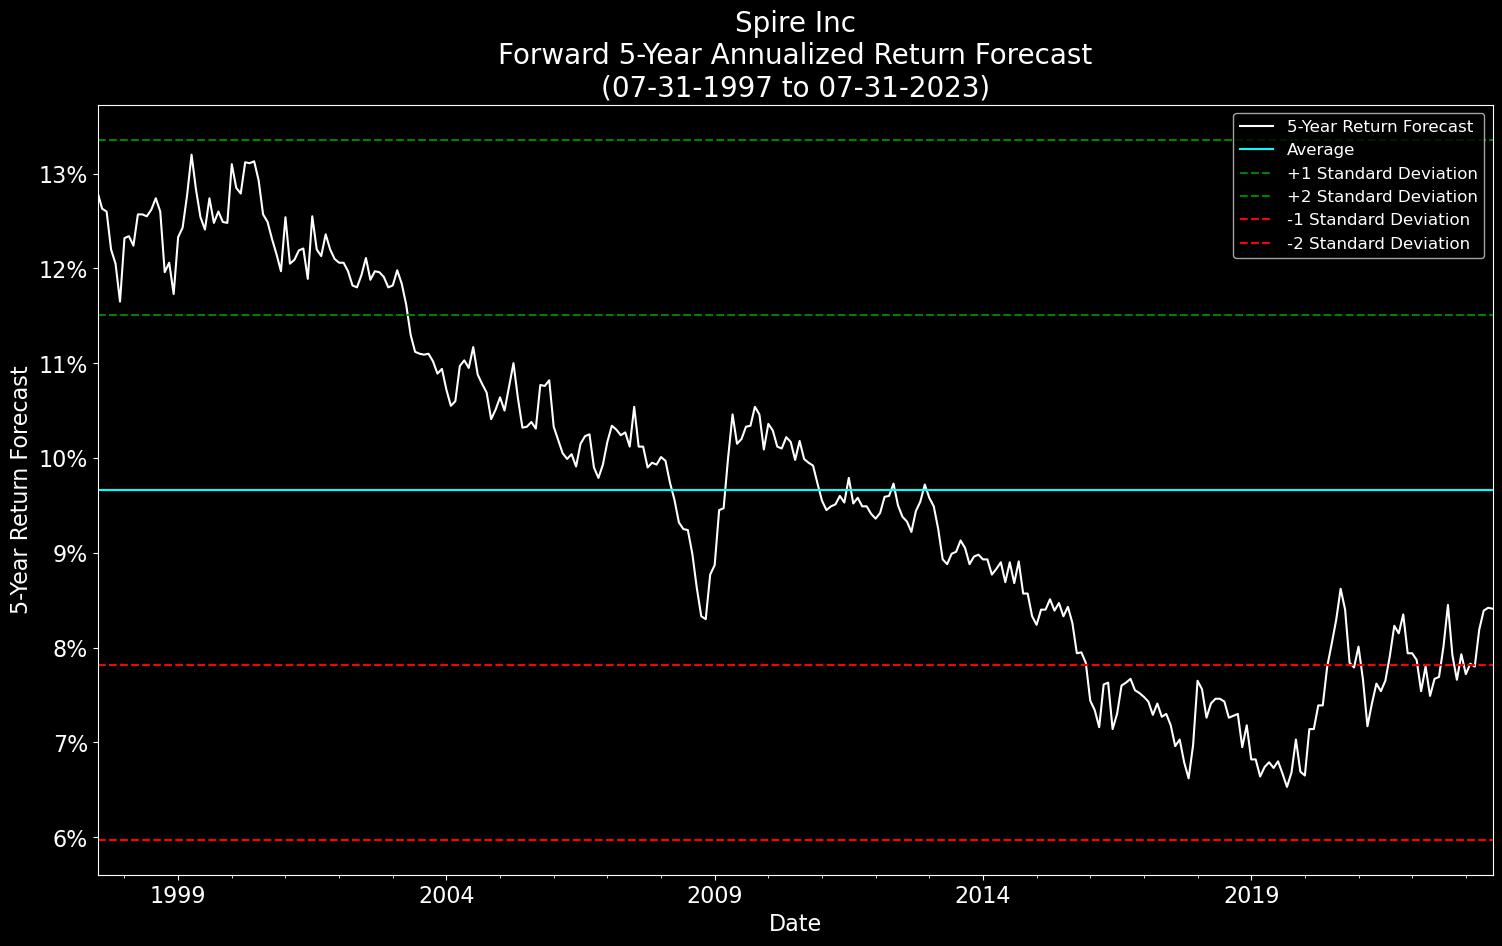 Spire Inc
Forward 5-Year Annualized Return Forecast
(07-31-1997 to 07-31-2023)
5-Year Return Forecast
Average
+1 Standard Deviation
+2 Standard Deviation
-1 Standard Deviation
-2 Standard Deviation
13%
12%
11%
10%
9%
8%
7%
6%
5-Year Return Forecast
1999
2004
2009
2014
2019
Date